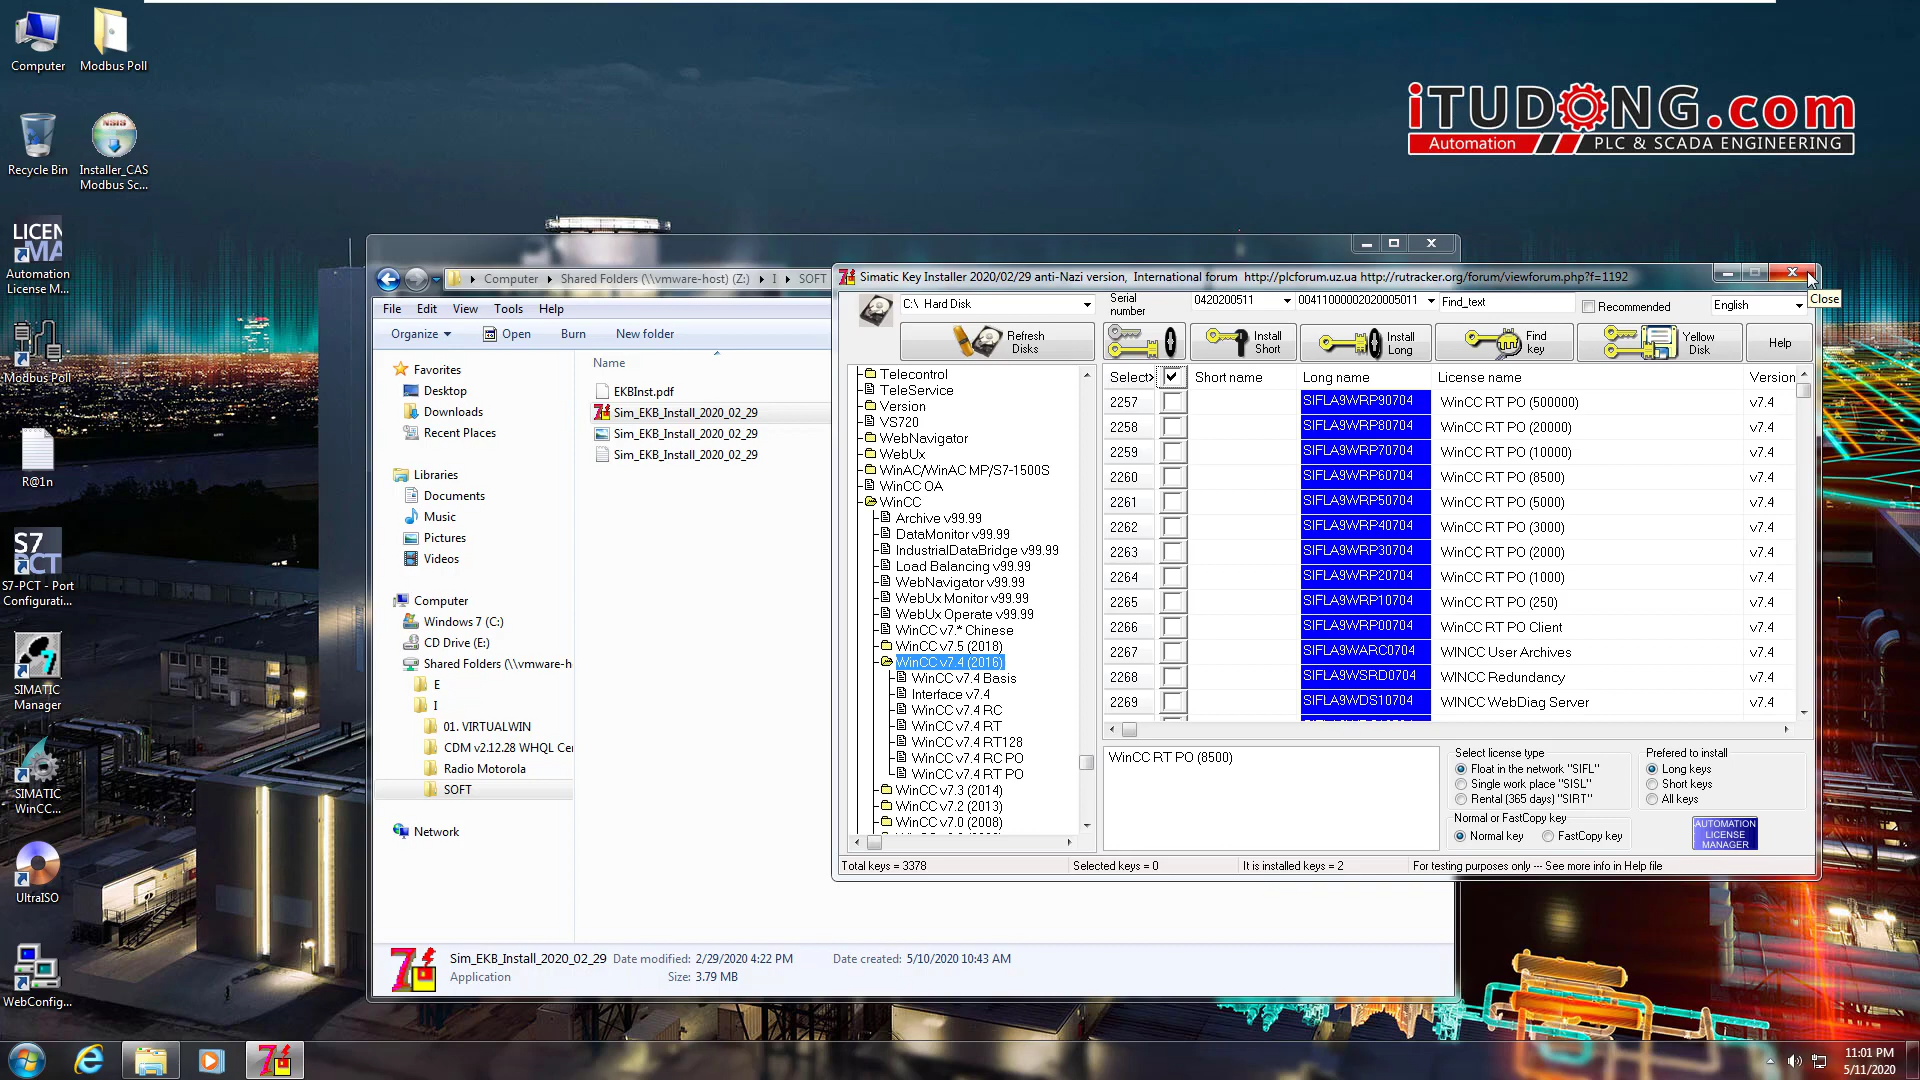 Computer
Modbus Poll
Recycle Bin
NSIS
Installer_CAS
Modbus Sc...
LICEN
MA
Automation
License M...
Modbus Poll
R@1n
S7
PCT
S7-PCT - Port
Configurati...
SIMATIC
Manager
SIMATIC
WinCC...
UltraISO
WebConfig...
iTUDONG.com
Automation
PLC & SCADA ENGINEERING
Computer
Shared Folders (\\vmware-host) (Z:)
I
SOFT
File
Edit
View
Tools
Help
Organize
Open
Burn
New folder
Favorites
Desktop
Downloads
Recent Places
Libraries
Documents
Music
Pictures
Videos
Computer
Windows 7 (C:)
CD Drive (E:)
Shared Folders (\\vmware-h
E
I
01. VIRTUALWIN
CDM v2.12.28 WHQL Cer
Radio Motorola
SOFT
Network
Name
EKBInst.pdf
Sim_EKB_Install_2020_02_29
Sim_EKB_Install_2020_02_29
Sim_EKB_Install_2020_02_29
Sim_EKB_Install_2020_02_29
Date modified: 2/29/2020 4:22 PM
Date created: 5/10/2020 10:43 AM
Application
Size: 3.79 MB
Simatic Key Installer 2020/02/29 anti-Nazi version, International forum http://plcforum.uz.ua http://rutracker.org/forum/viewforum.php?f=1192
Close
C:\ Hard Disk
Serial
number
0420200511
00411000002020005011
Find_text
Recommended
English
Refresh
Disks
Install
Short
Install
Long
Find
key
Yellow
Disk
Help
Telecontrol
TeleService
Version
VS720
WebNavigator
WebUx
WinAC/WinAC MP/S7-1500S
WinCC OA
WinCC
Archive v99.99
DataMonitor v99.99
IndustrialDataBridge v99.99
Load Balancing v99.99
WebNavigator v99.99
WebUx Monitor v99.99
WebUx Operate v99.99
WinCC v7.* Chinese
WinCC v7.5 (2018)
WinCC v7.4 (2016)
WinCC v7.4 Basis
Interface v7.4
WinCC v7.4 RC
WinCC v7.4 RT
WinCC v7.4 RT128
WinCC v7.4 RC PO
WinCC v7.4 RT PO
WinCC v7.3 (2014)
WinCC v7.2 (2013)
WinCC v7.0 (2008)
Select>
Short name
Long name
License name
Version
2257 SIFLA9WRP90704 WinCC RT PO (500000) v7.4
2258 SIFLA9WRP80704 WinCC RT PO (20000) v7.4
2259 SIFLA9WRP70704 WinCC RT PO (10000) v7.4
2260 SIFLA9WRP60704 WinCC RT PO (8500) v7.4
2261 SIFLA9WRP50704 WinCC RT PO (5000) v7.4
2262 SIFLA9WRP40704 WinCC RT PO (3000) v7.4
2263 SIFLA9WRP30704 WinCC RT PO (2000) v7.4
2264 SIFLA9WRP20704 WinCC RT PO (1000) v7.4
2265 SIFLA9WRP10704 WinCC RT PO (250) v7.4
2266 SIFLA9WRP00704 WinCC RT PO Client v7.4
2267 SIFLA9WARC0704 WINCC User Archives v7.4
2268 SIFLA9WSRD0704 WINCC Redundancy v7.4
2269 SIFLA9WDS10704 WINCC WebDiag Server v7.4
WinCC RT PO (8500)
Select license type
Float in the network "SIFL"
Single work place "SISL"
Rental (365 days) "SIRT"
Normal or FastCopy key
Normal key
FastCopy key
Prefered to install
Long keys
Short keys
All keys
AUTOMATION
LICENSE
MANAGER
Total keys = 3378
Selected keys = 0
It is installed keys = 2
For testing purposes only --- See more info in Help file
11:01 PM
5/11/2020